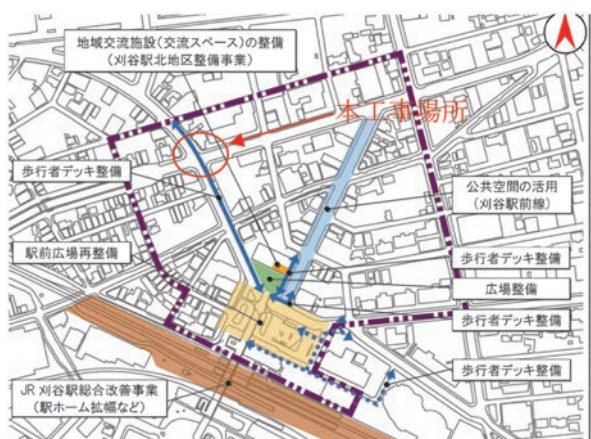 地域交流施設(交流スペース)の整備
(刈谷駅北地区整備事業)
本工事場所
歩行者デッキ整備
公共空間の活用
(刈谷駅前線)
駅前広場再整備
歩行者デッキ整備
広場整備
歩行者デッキ整備
歩行者デッキ整備
JR刈谷駅総合改善事業
(駅ホーム拡幅など)